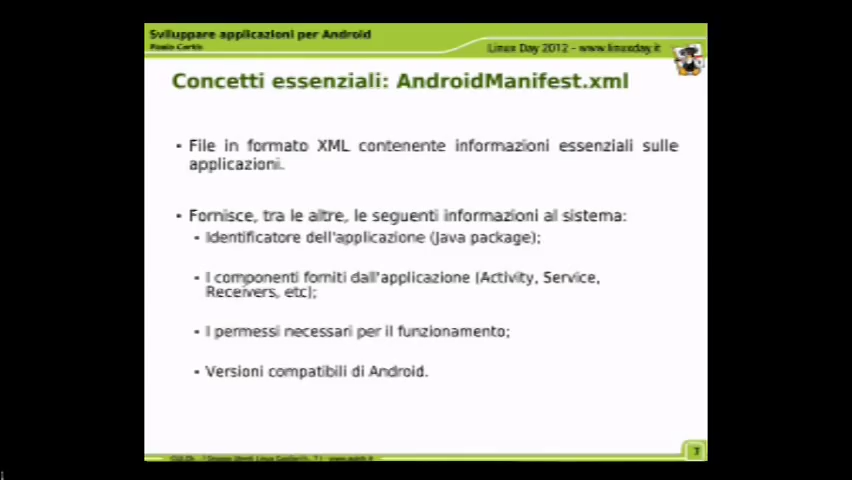 Sviluppare applicazioni per Android
Linux Day 2012 - www.linuxday.it
Concetti essenziali: AndroidManifest.xml
• File in formato XML contenente informazioni essenziali sulle
applicazioni.
• Fornisce, tra le altre, le seguenti informazioni al sistema:
- Identificatore dell'applicazione (Java package);
- I componenti forniti dall'applicazione (Activity, Service,
Receivers, etc);
- I permessi necessari per il funzionamento;
- Versioni compatibili di Android.
7